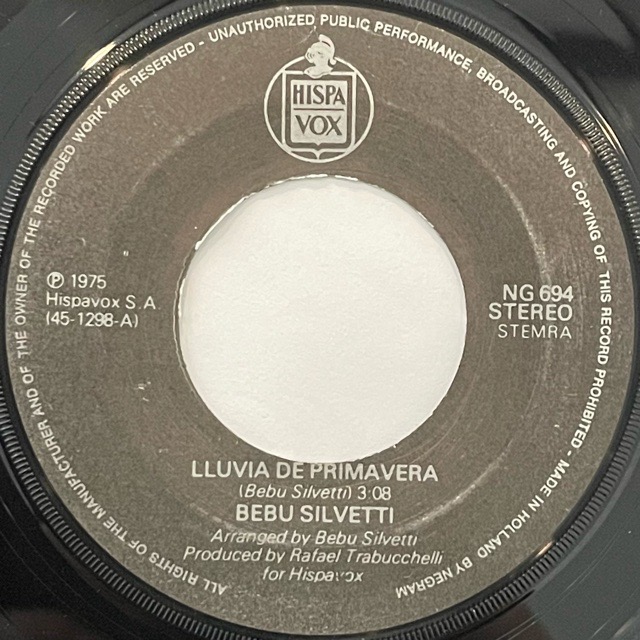 ALL RIGHTS OF THE MANUFACTURER AND OF THE OWNER OF THE RECORDED WORK ARE RESERVED - UNAUTHORIZED PUBLIC PERFORMANCE, BROADCASTING AND COPYING OF THIS RECORD PROHIBITED - MADE IN HOLLAND BY NEGRAM
HISPA
VOX
℗ 1975
Hispavox S.A
(45-1298-A)
NG 694
STEREO
STEMRA
LLUVIA DE PRIMAVERA
(Bebu Silvetti) 3:08
BEBU SILVETTI
Arranged by Bebu Silvetti
Produced by Rafael Trabucchelli
for Hispavox